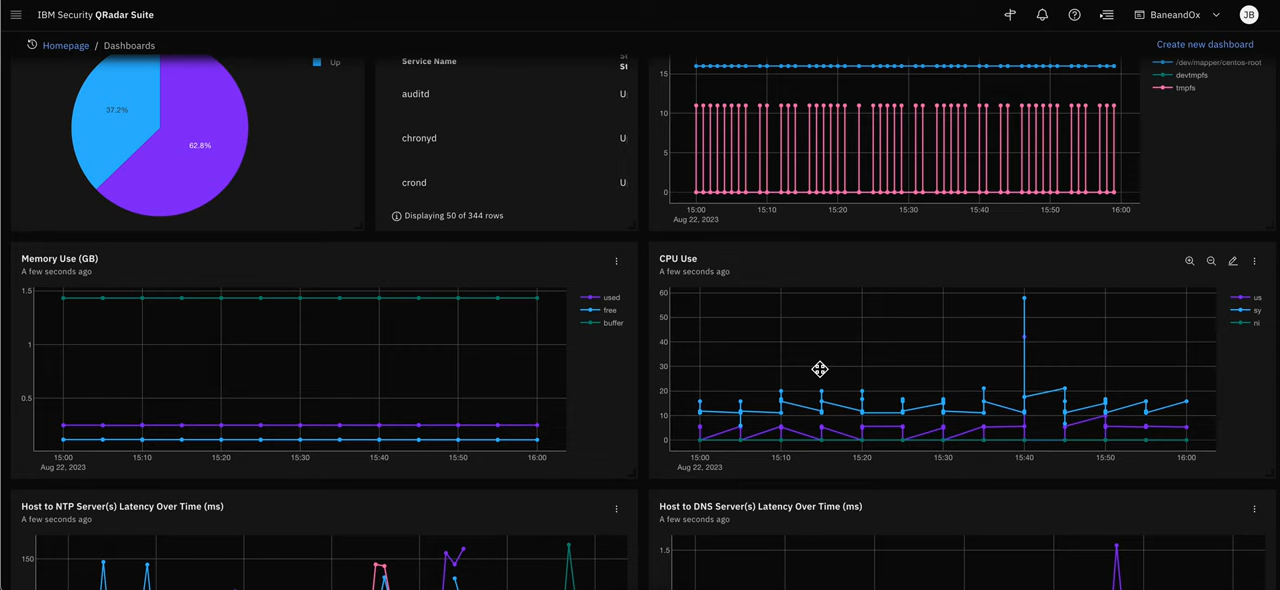 IBM Security QRadar Suite
BaneandOx
JB
Homepage / Dashboards
Create new dashboard
Up
37.2%
62.8%
Service Name
St
auditd
U
chronyd
U
crond
U
Displaying 50 of 344 rows
15
10
5
0
15:00 15:10 15:20 15:30 15:40 15:50 16:00
Aug 22, 2023
/dev/mapper/centos-root
devtmpfs
tmpfs
Memory Use (GB)
A few seconds ago
1.5
1
0.5
15:00 15:10 15:20 15:30 15:40 15:50 16:00
Aug 22, 2023
used
free
buffer
CPU Use
A few seconds ago
60
50
40
30
20
10
0
15:00 15:10 15:20 15:30 15:40 15:50 16:00
Aug 22, 2023
us
sy
ni
Host to NTP Server(s) Latency Over Time (ms)
A few seconds ago
150
Host to DNS Server(s) Latency Over Time (ms)
A few seconds ago
1.5